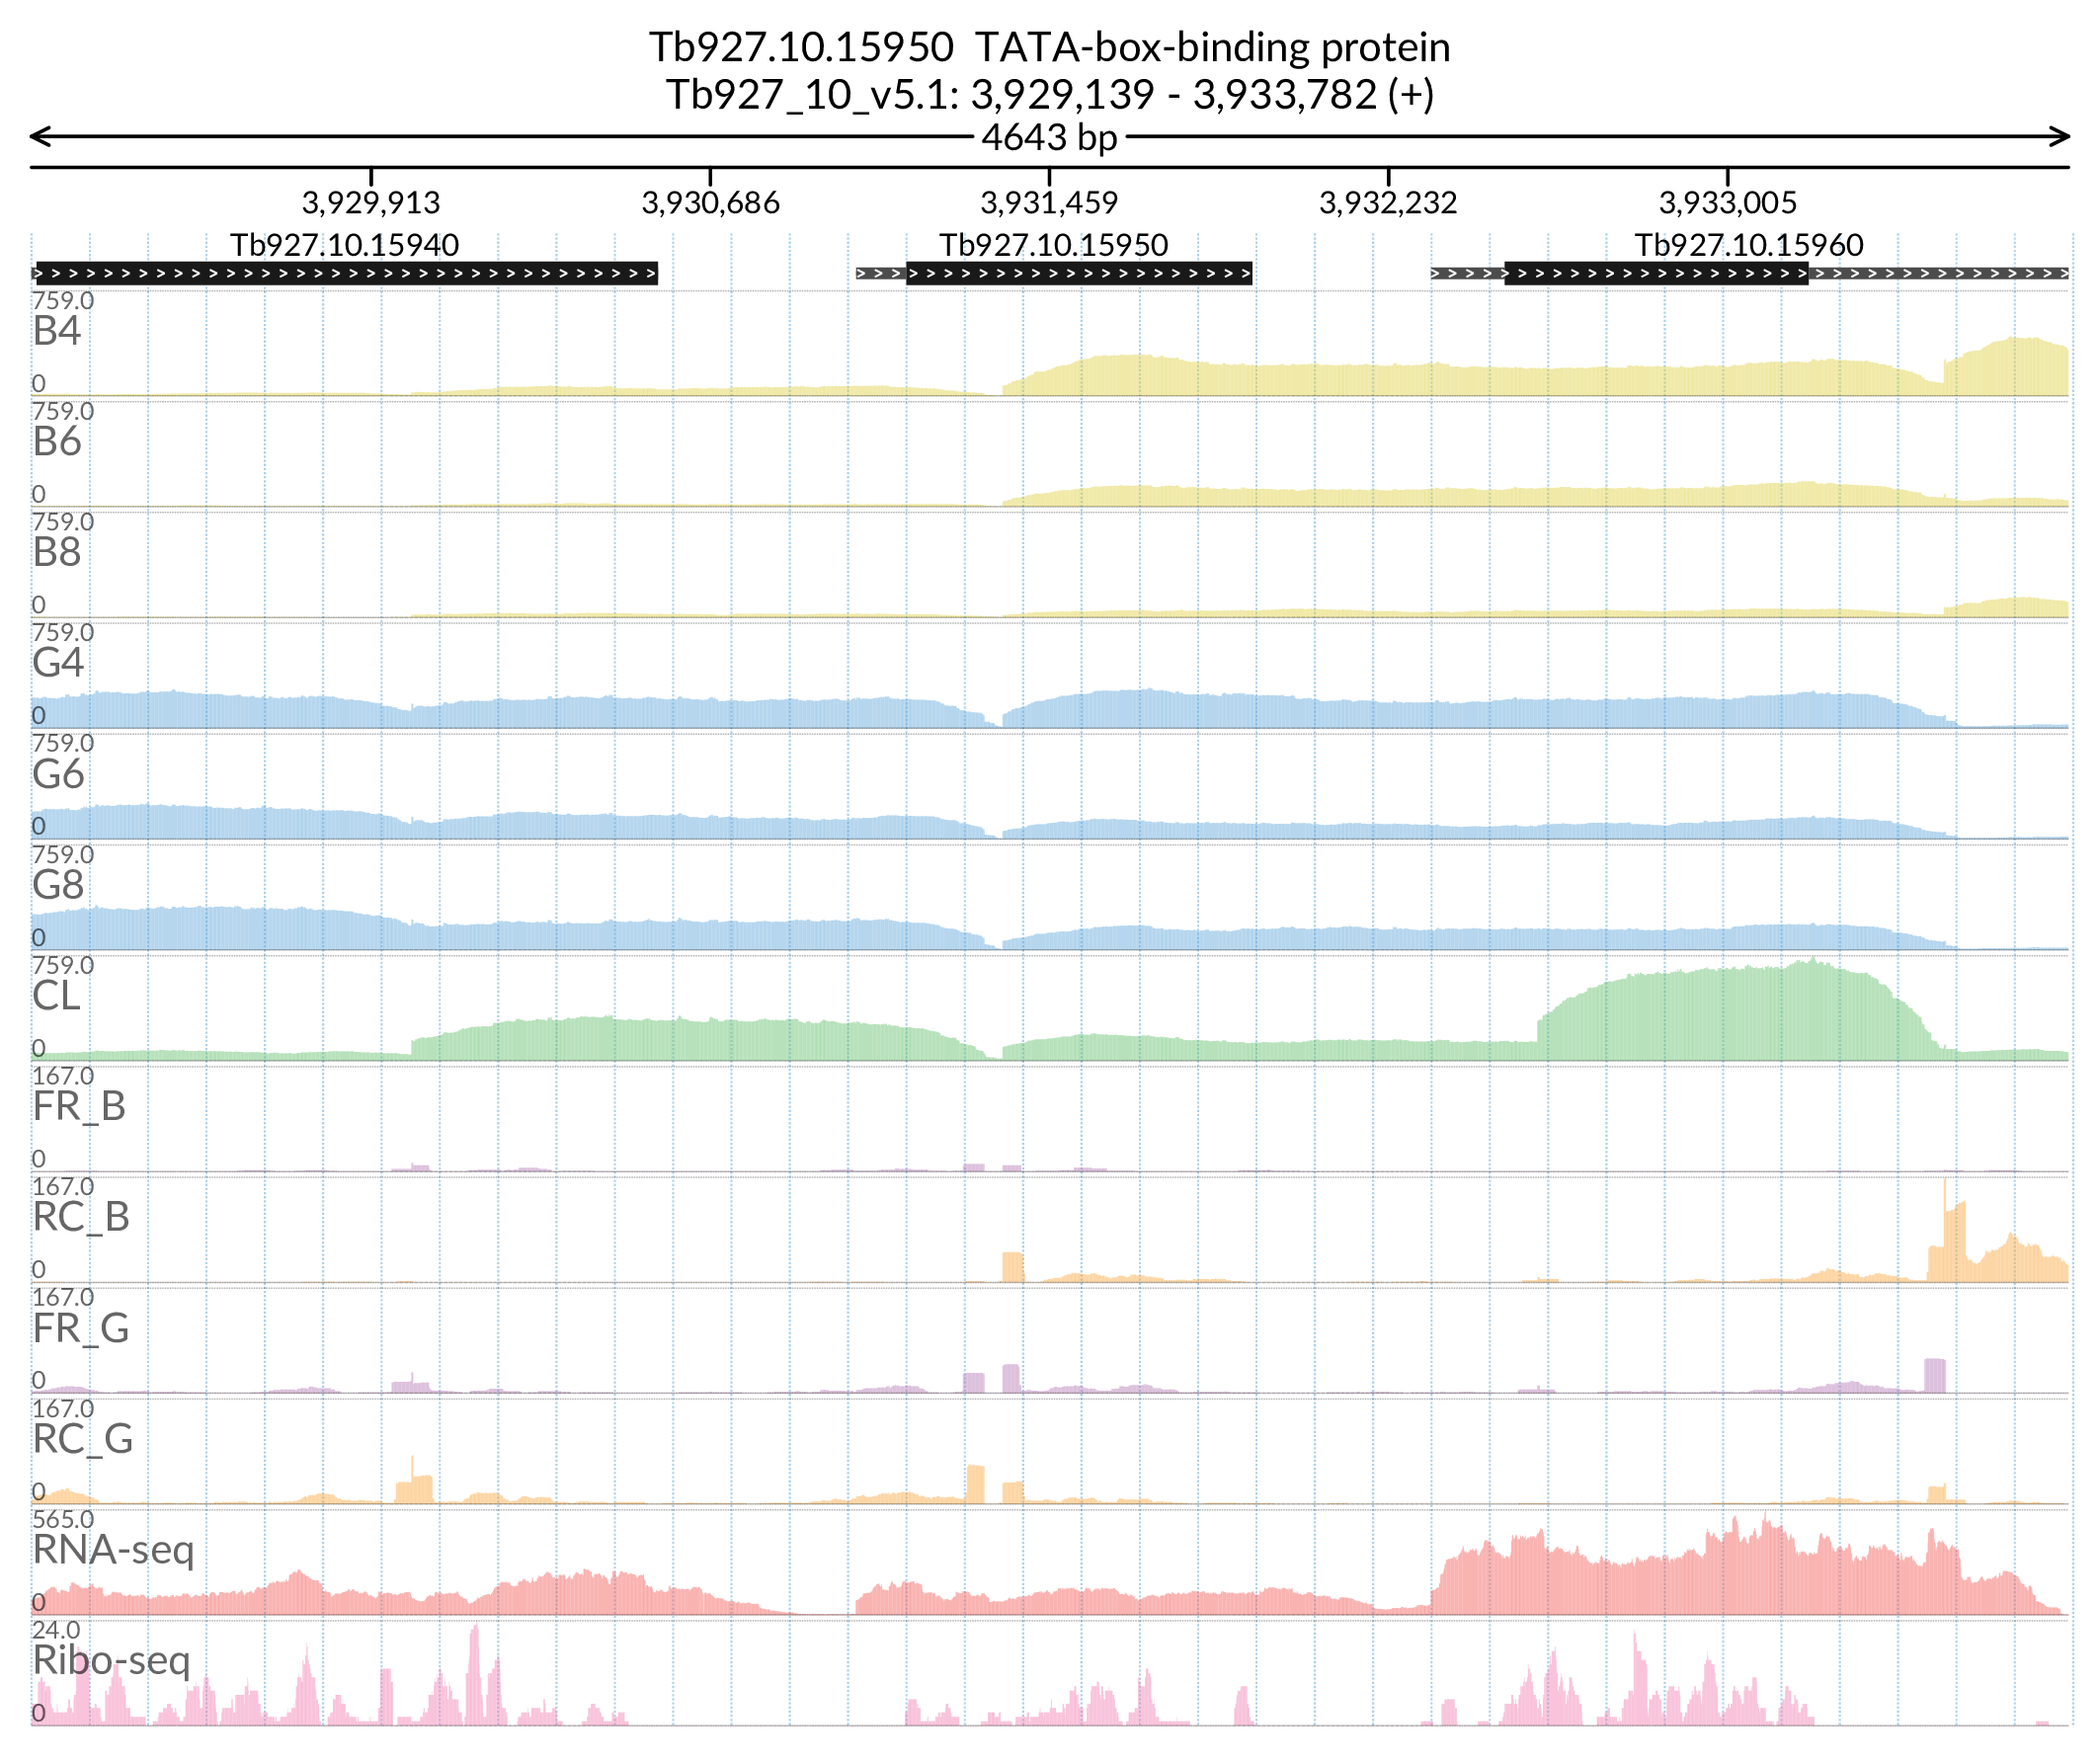 Tb927.10.15950 TATA-box-binding protein
Tb927_10_v5.1: 3,929,139 - 3,933,782 (+)
4643 bp
3,929,913 3,930,686 3,931,459 3,932,232 3,933,005
Tb927.10.15940 Tb927.10.15950 Tb927.10.15960
759.0
B4
0
759.0
B6
0
759.0
B8
0
759.0
G4
0
759.0
G6
0
759.0
G8
0
759.0
CL
0
167.0
FR_B
0
167.0
RC_B
0
167.0
FR_G
0
167.0
RC_G
0
565.0
RNA-seq
0
24.0
Ribo-seq
0